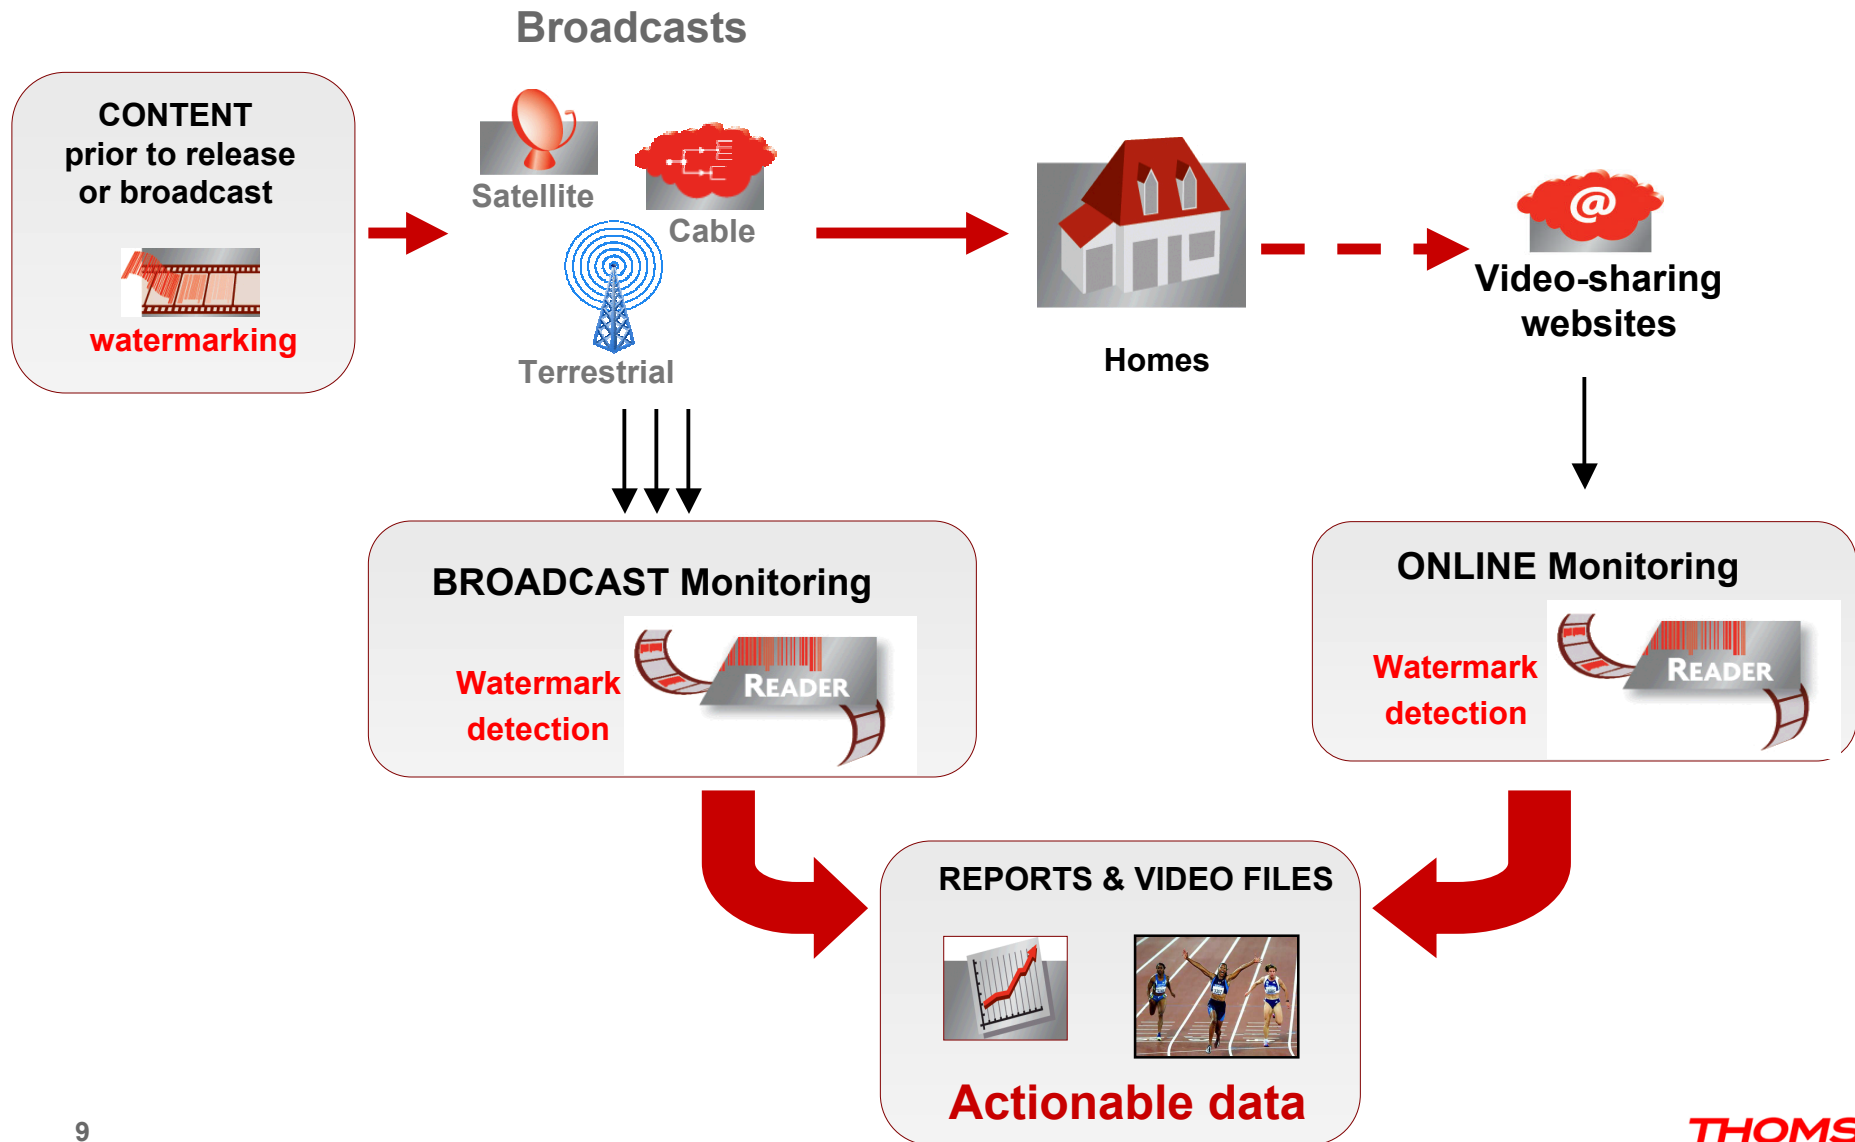 Broadcasts
CONTENT
prior to release
or broadcast
watermarking
Satellite
Cable
Terrestrial
Homes
@
Video-sharing
websites
BROADCAST Monitoring
Watermark
detection
READER
ONLINE Monitoring
Watermark
detection
READER
REPORTS & VIDEO FILES
Actionable data
9
THOMS